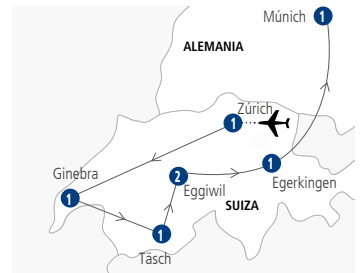 Múnich
1
ALEMANIA
Zúrich
1
Ginebra
1
2
Eggiwil
1
Egerkingen
SUIZA
1
Täsch